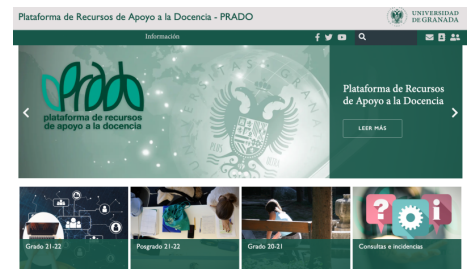 Plataforma de Recursos de Apoyo a la Docencia - PRADO
UNIVERSIDAD
DE GRANADA
Información
prado
plataforma de recursos
de apoyo a la docencia
Plataforma de Recursos
de Apoyo a la Docencia
LEER MÁS
Grado 21-22
Posgrado 21-22
Grado 20-21
Consultas e incidencias